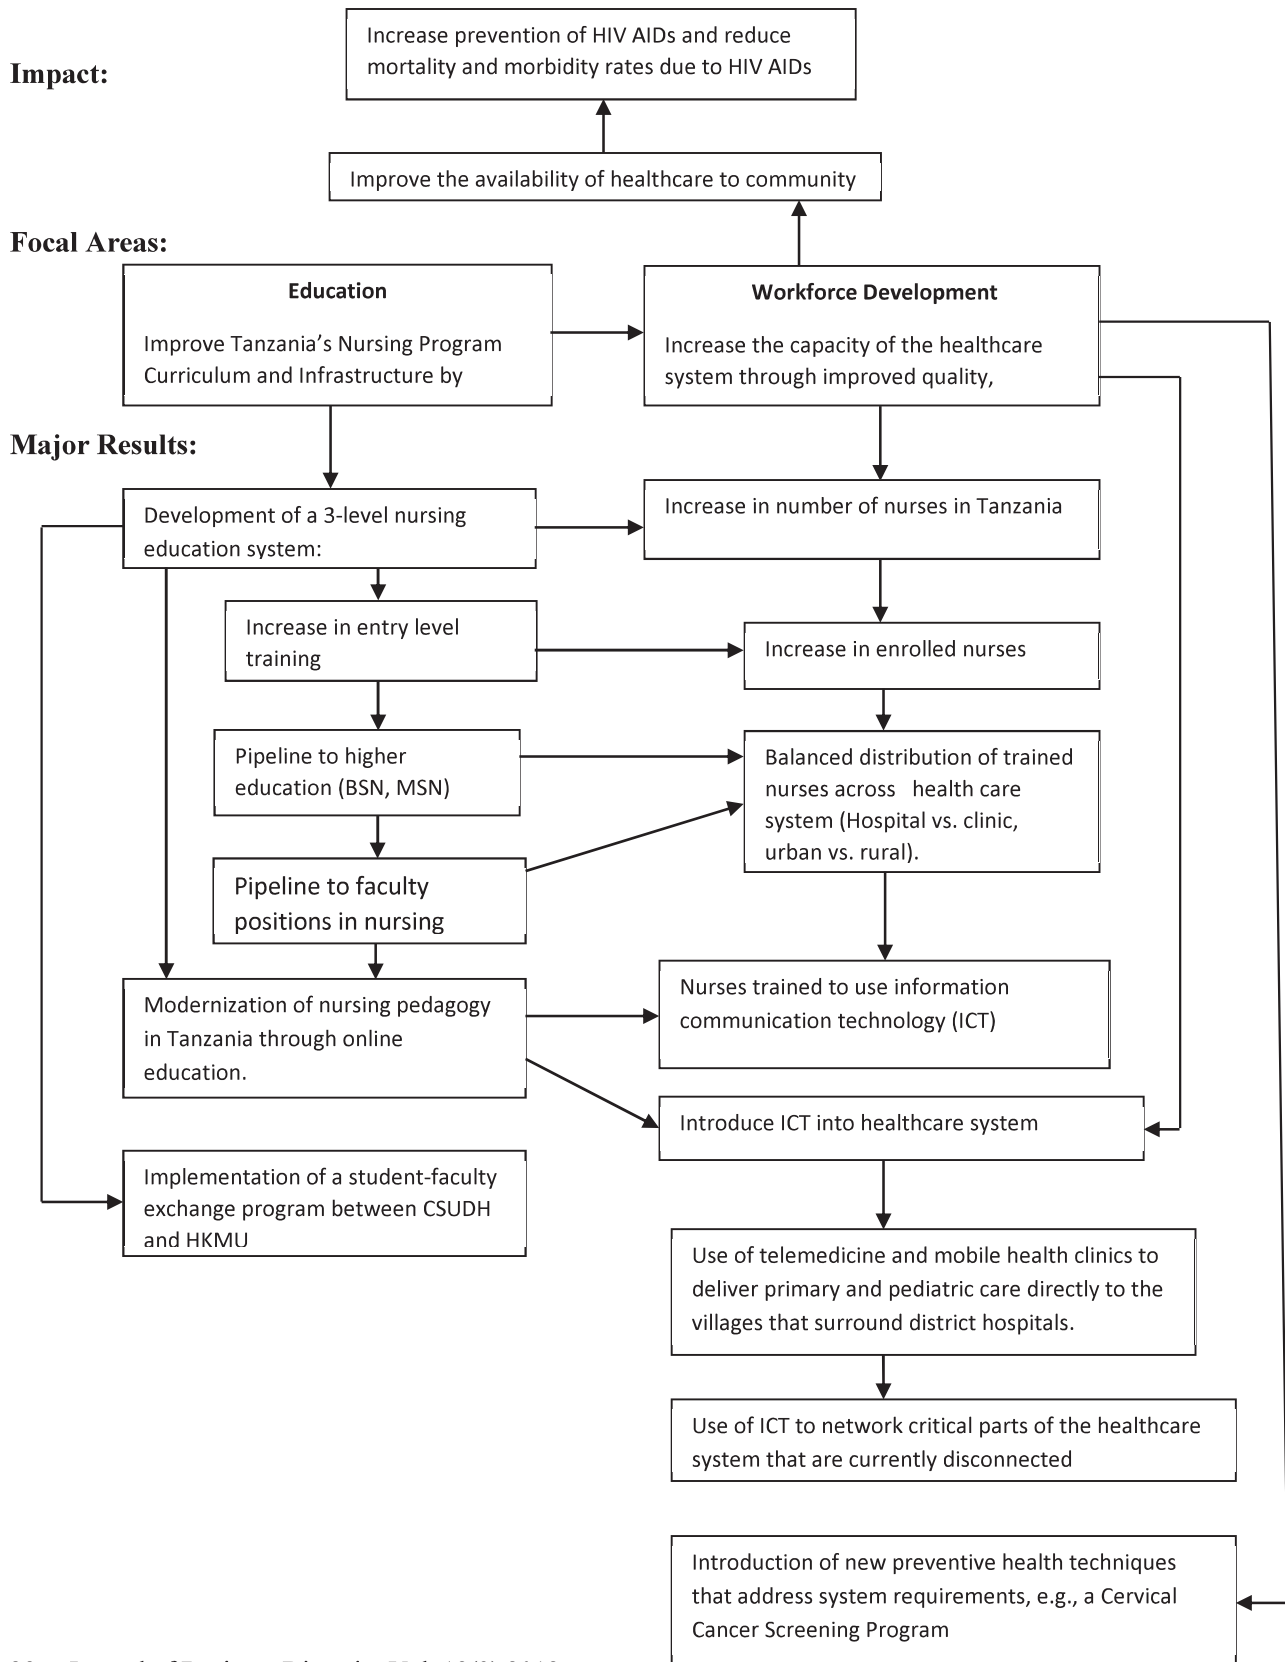 Impact:
Increase prevention of HIV AIDs and reduce
mortality and morbidity rates due to HIV AIDs
Improve the availability of healthcare to community
Focal Areas:
Education
Improve Tanzania’s Nursing Program
Curriculum and Infrastructure by
Workforce Development
Increase the capacity of the healthcare
system through improved quality,
Major Results:
Development of a 3-level nursing
education system:
Increase in number of nurses in Tanzania
Increase in entry level
training
Increase in enrolled nurses
Pipeline to higher
education (BSN, MSN)
Balanced distribution of trained
nurses across health care
system (Hospital vs. clinic,
urban vs. rural).
Pipeline to faculty
positions in nursing
Modernization of nursing pedagogy
in Tanzania through online
education.
Nurses trained to use information
communication technology (ICT)
Introduce ICT into healthcare system
Implementation of a student-faculty
exchange program between CSUDH
and HKMU
Use of telemedicine and mobile health clinics to
deliver primary and pediatric care directly to the
villages that surround district hospitals.
Use of ICT to network critical parts of the healthcare
system that are currently disconnected
Introduction of new preventive health techniques
that address system requirements, e.g., a Cervical
Cancer Screening Program